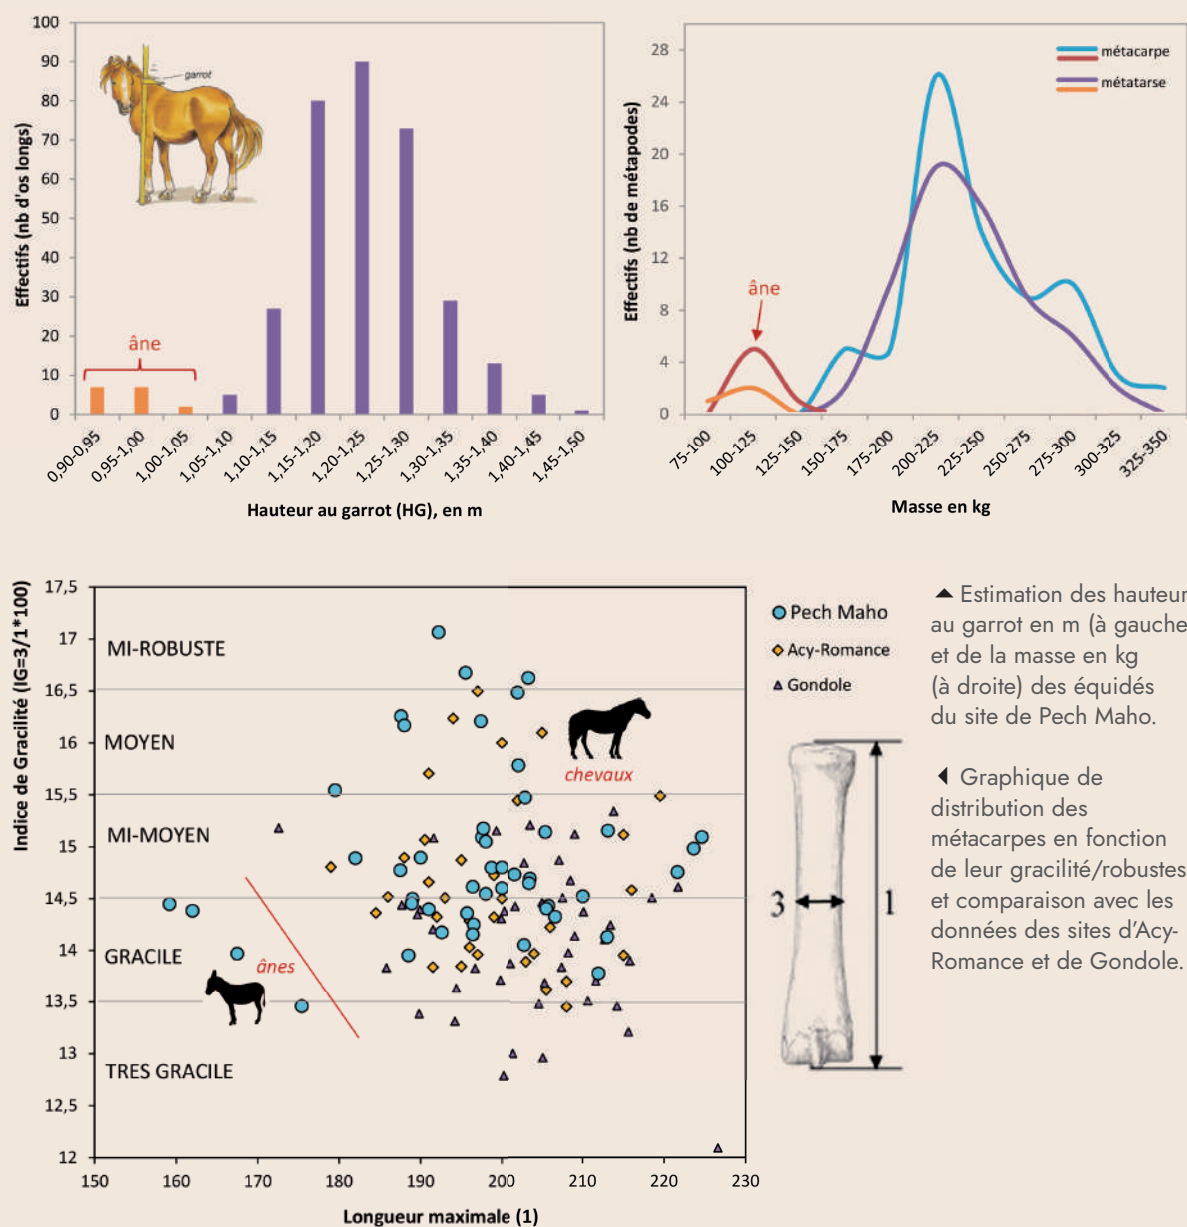 100
90
80
70
60
50
40
30
20
10
0
Effectifs (nb d'os longs)
garrot
âne
0,90-0,95
0,95-1,00
1,00-1,05
1,05-1,10
1,10-1,15
1,15-1,20
1,20-1,25
1,25-1,30
1,30-1,35
1,35-1,40
1,40-1,45
1,45-1,50
Hauteur au garrot (HG), en m
28
24
20
16
12
8
4
0
Effectifs (nb de métapodes)
métacarpe
métatarse
âne
75-100
100-125
125-150
150-175
175-200
200-225
225-250
250-275
275-300
300-325
325-350
Masse en kg
17,5
17
16,5
16
15,5
15
14,5
14
13,5
13
12,5
12
Indice de Gracilité (IG=3/1*100)
MI-ROBUSTE
MOYEN
MI-MOYEN
GRACILE
TRES GRACILE
chevaux
ânes
150
160
170
180
190
200
210
220
230
Longueur maximale (1)
Pech Maho
Acy-Romance
Gondole
3
1
▲ Estimation des hauteur
au garrot en m (à gauche
et de la masse en kg
(à droite) des équidés
du site de Pech Maho.
◀ Graphique de
distribution des
métacarpes en fonction
de leur gracilité/robustes
et comparaison avec les
données des sites d'Acy-
Romance et de Gondole.